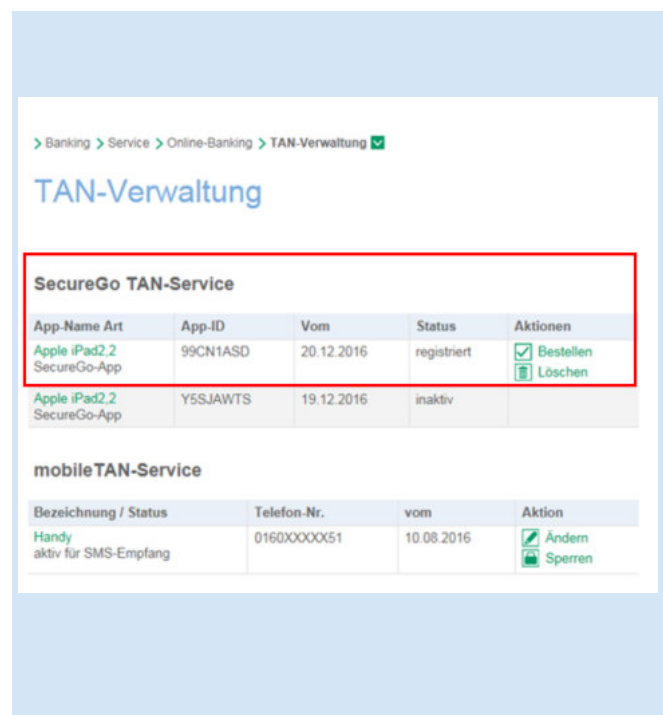 Banking Service Online-Banking TAN-Verwaltung
TAN-Verwaltung
SecureGo TAN-Service
App-Name Art App-ID Vom Status Aktionen
Apple iPad2,2 99CN1ASD 20.12.2016 registriert Bestellen
SecureGo-App Löschen
Apple iPad2,2 Y5SJAWTS 19.12.2016 inaktiv
SecureGo-App
mobileTAN-Service
Bezeichnung / Status Telefon-Nr. vom Aktion
Handy 0160XXXXX51 10.08.2016 Ändern
aktiv für SMS-Empfang Sperren